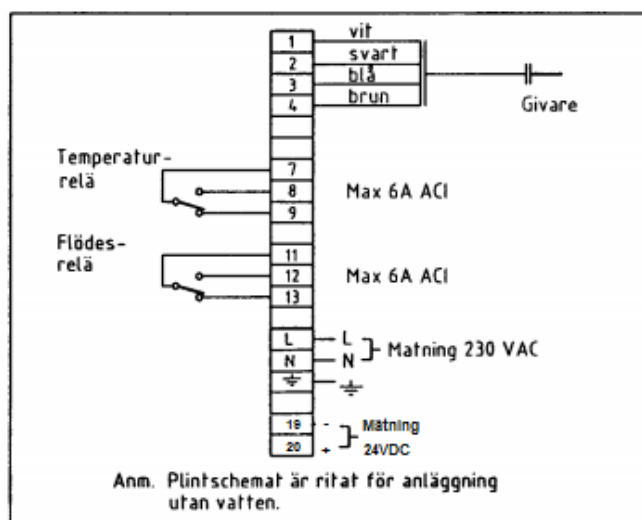 1 vit
2 svart
3 blå
4 brun
Givare
Temperatur-
relä
7
8
9
Max 6A ACI
Flödes-
relä
11
12
13
Max 6A ACI
L L
N N
Matning 230 VAC
19 - Mätning
20 + 24VDC
Anm. Plintschemat är ritat för anläggning
utan vatten.